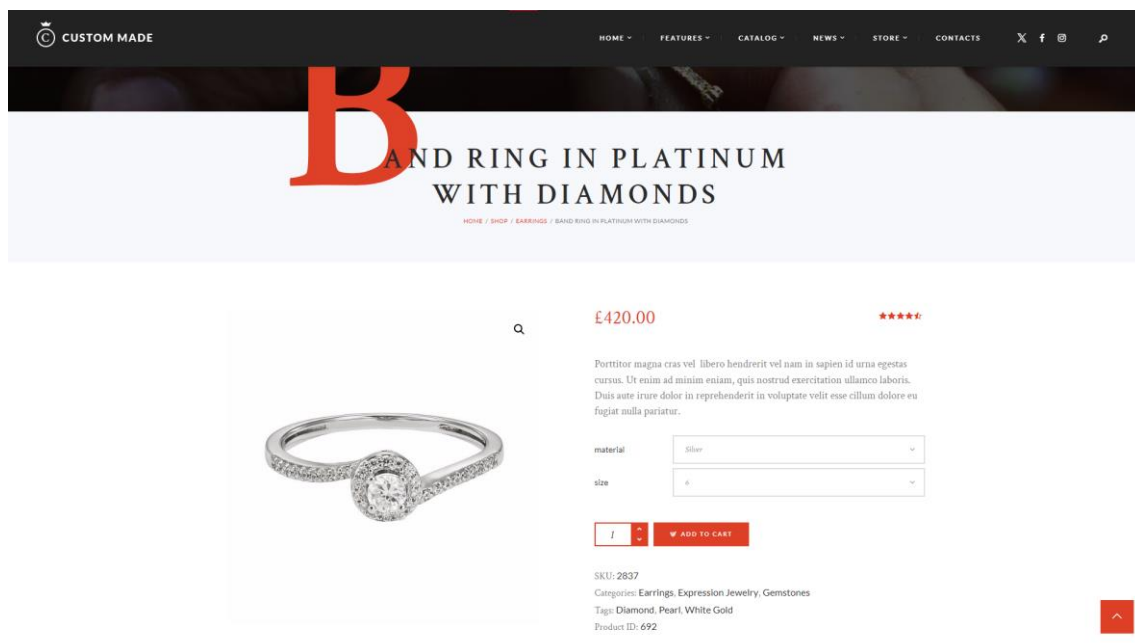 CUSTOM MADE
HOME FEATURES CATALOG NEWS STORE CONTACTS
BAND RING IN PLATINUM
WITH DIAMONDS
HOME / SHOP / EARRINGS / BAND RING IN PLATINUM WITH DIAMONDS
£420.00
Porttitor magna cras vel libero hendrerit vel nam in sapien id urna egestas
cursus. Ut enim ad minim eniam, quis nostrud exercitation ullamco laboris.
Duis aute irure dolor in reprehenderit in voluptate velit esse cillum dolore eu
fugiat nulla pariatur.
material Silver
size 6
1 ADD TO CART
SKU: 2837
Categories: Earrings, Expression Jewelry, Gemstones
Tags: Diamond, Pearl, White Gold
Product ID: 692